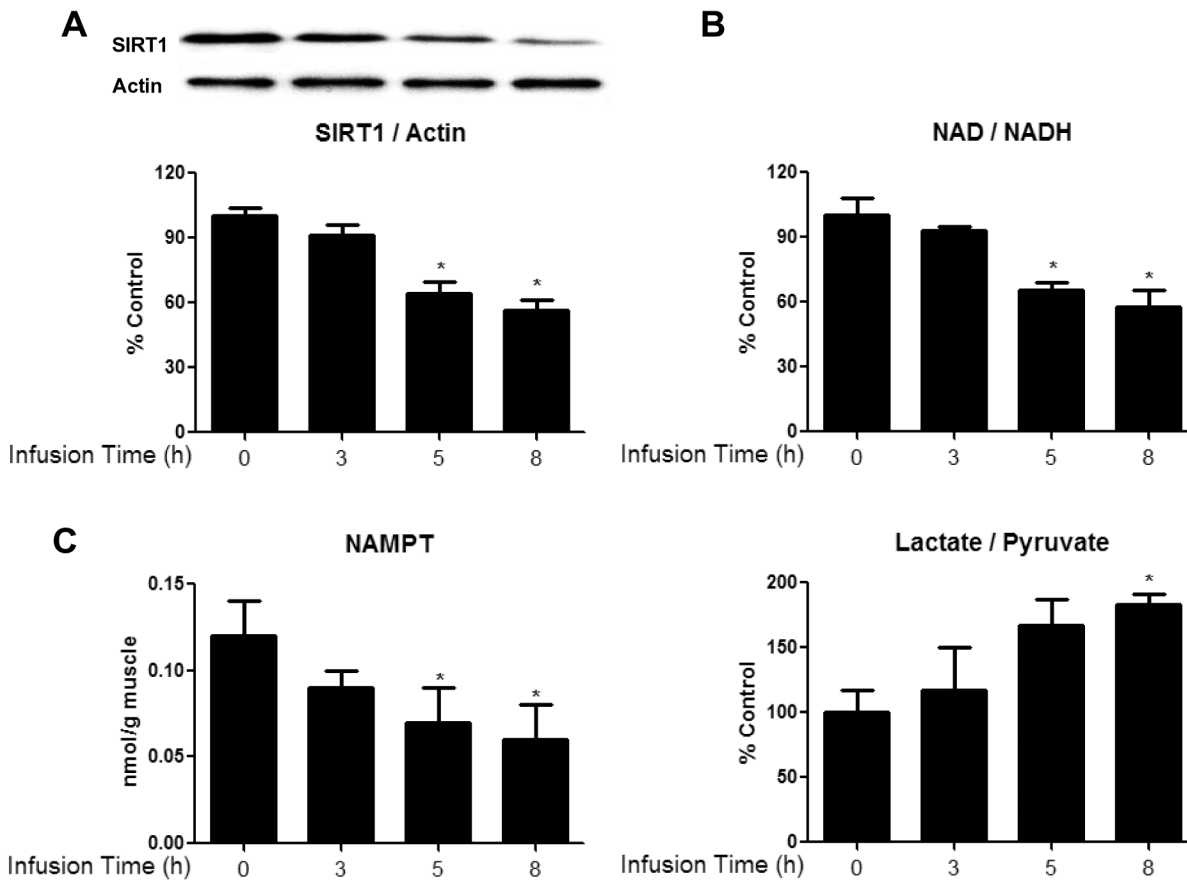 A
SIRT1
Actin
SIRT1 / Actin
120
90
60
30
0
% Control
*
*
Infusion Time (h)
0 3 5 8
B
NAD / NADH
120
90
60
30
0
% Control
*
*
Infusion Time (h)
0 3 5 8
C
NAMPT
0.15
0.10
0.05
0.00
nmol/g muscle
*
*
Infusion Time (h)
0 3 5 8
Lactate / Pyruvate
200
150
100
50
0
% Control
*
Infusion Time (h)
0 3 5 8